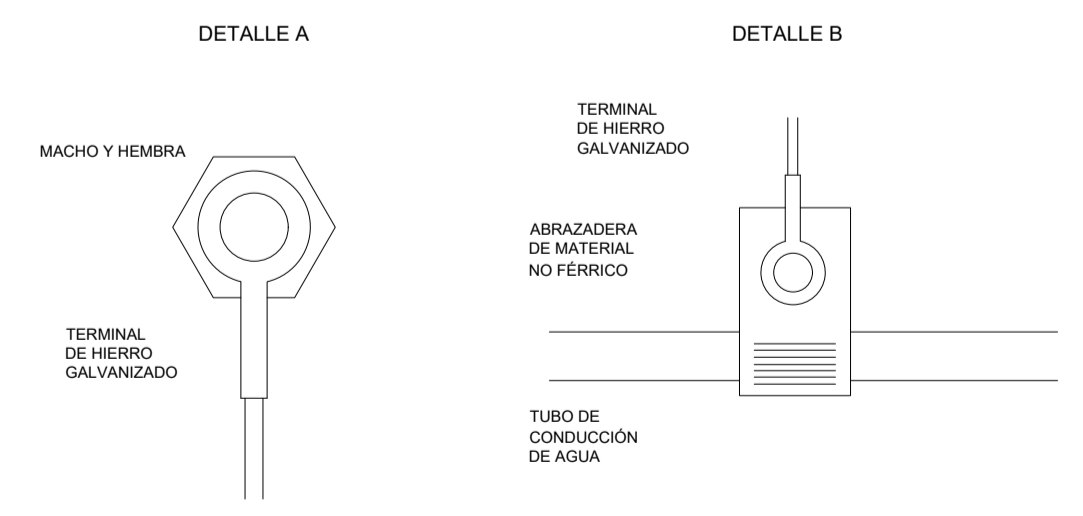 DETALLE A
MACHO Y HEMBRA
TERMINAL
DE HIERRO
GALVANIZADO
DETALLE B
TERMINAL
DE HIERRO
GALVANIZADO
ABRAZADERA
DE MATERIAL
NO FÉRRICO
TUBO DE
CONDUCCIÓN
DE AGUA